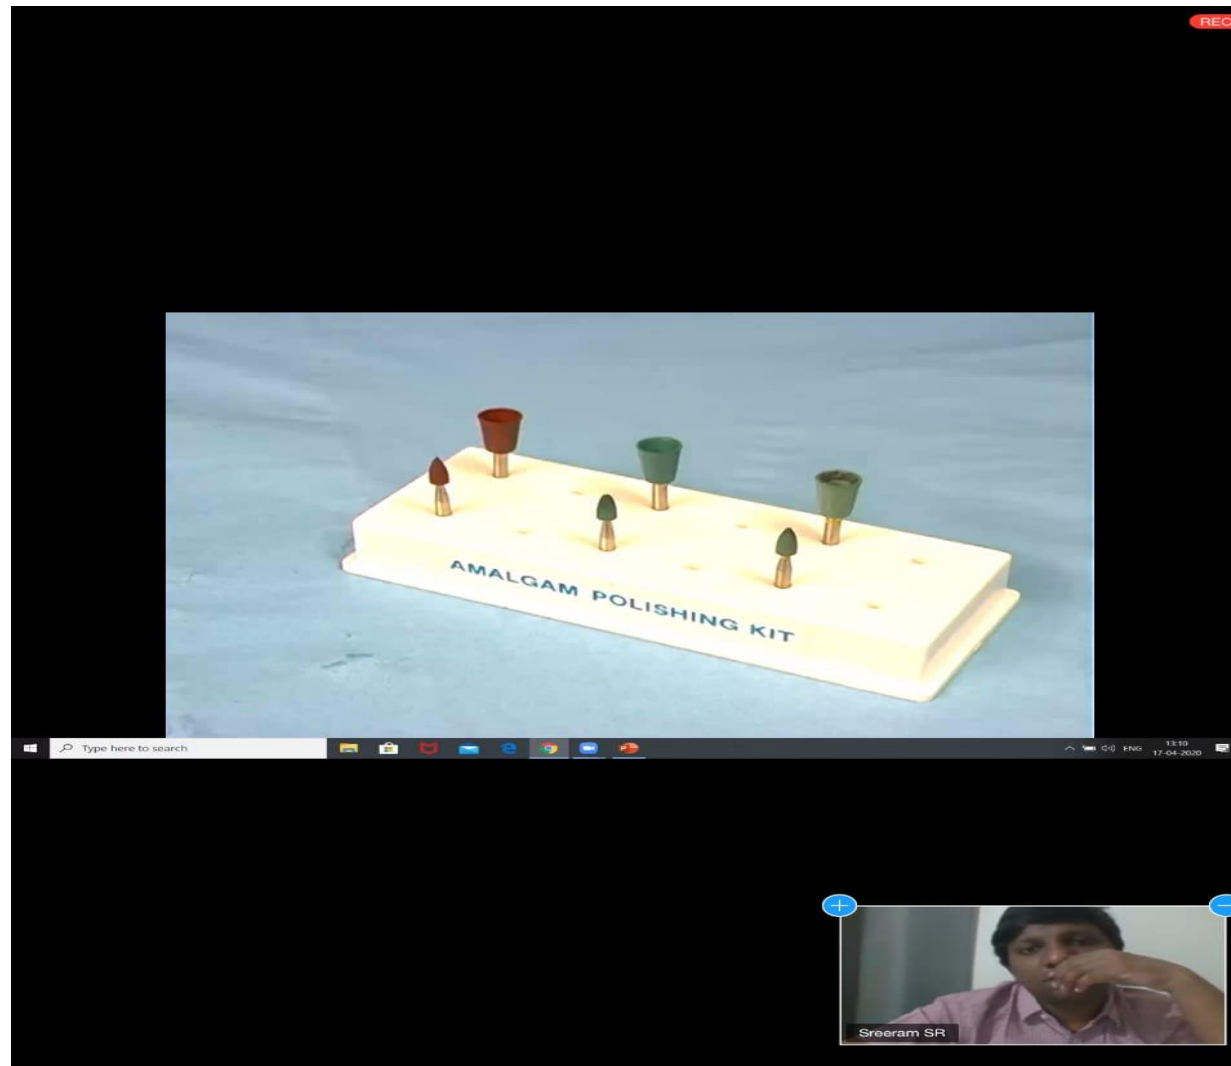 REC
AMALGAM POLISHING KIT
Type here to search
ENG
13:10
17-04-2020
Sreeram SR